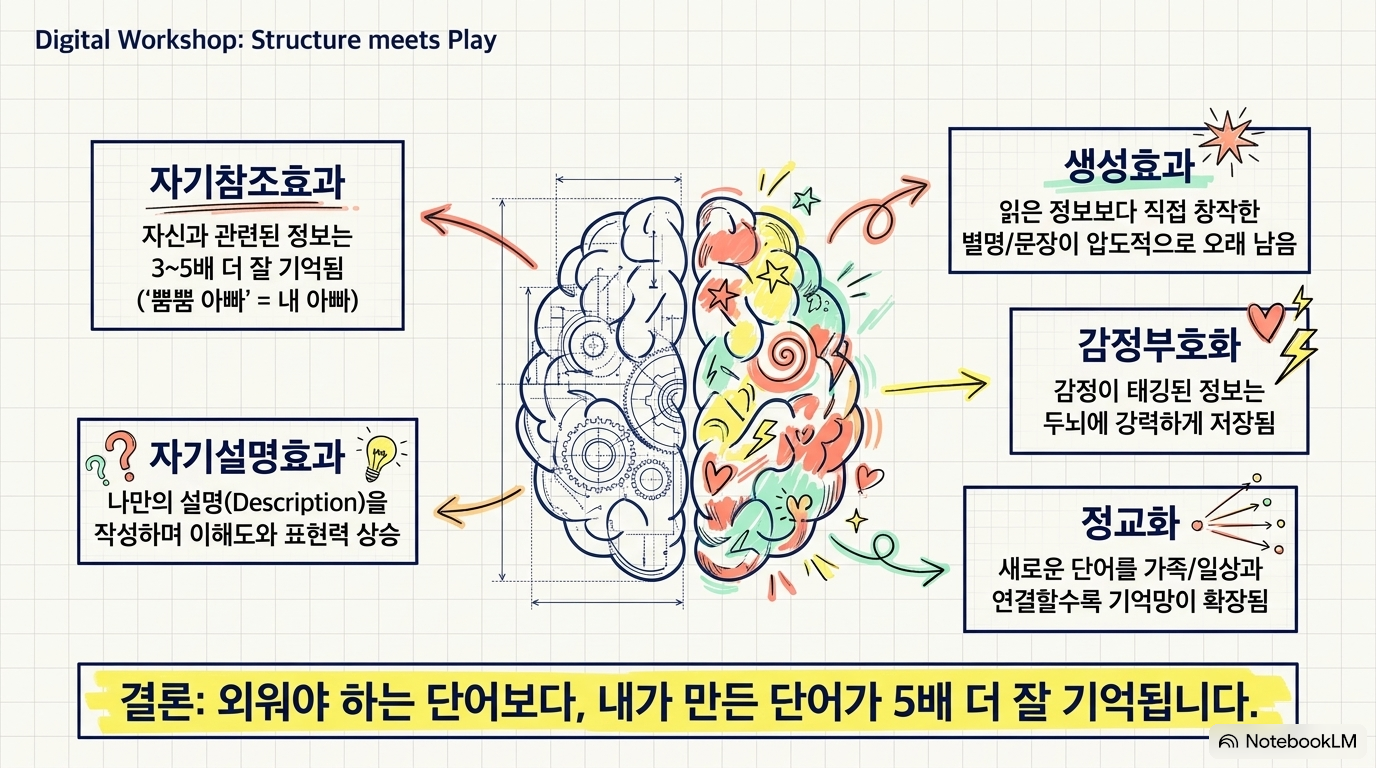 Digital Workshop: Structure meets Play
자기참조효과
자신과 관련된 정보는
3~5배 더 잘 기억됨
(‘뿜뿜 아빠’ = 내 아빠)
자기설명효과
나만의 설명(Description)을
작성하며 이해도와 표현력 상승
생성효과
읽은 정보보다 직접 창작한
별명/문장이 압도적으로 오래 남음
감정부호화
감정이 태깅된 정보는
두뇌에 강력하게 저장됨
정교화
새로운 단어를 가족/일상과
연결할수록 기억망이 확장됨
결론: 외워야 하는 단어보다, 내가 만든 단어가 5배 더 잘 기억됩니다.
NotebookLM